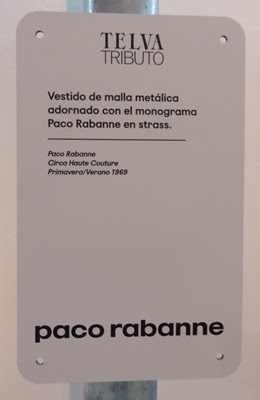 TELVA
TRIBUTO
Vestido de malla metálica
adornado con el monograma
Paco Rabanne en strass.
Paco Rabanne
Circa Haute Couture
Primavera/Verano 1969
paco rabanne